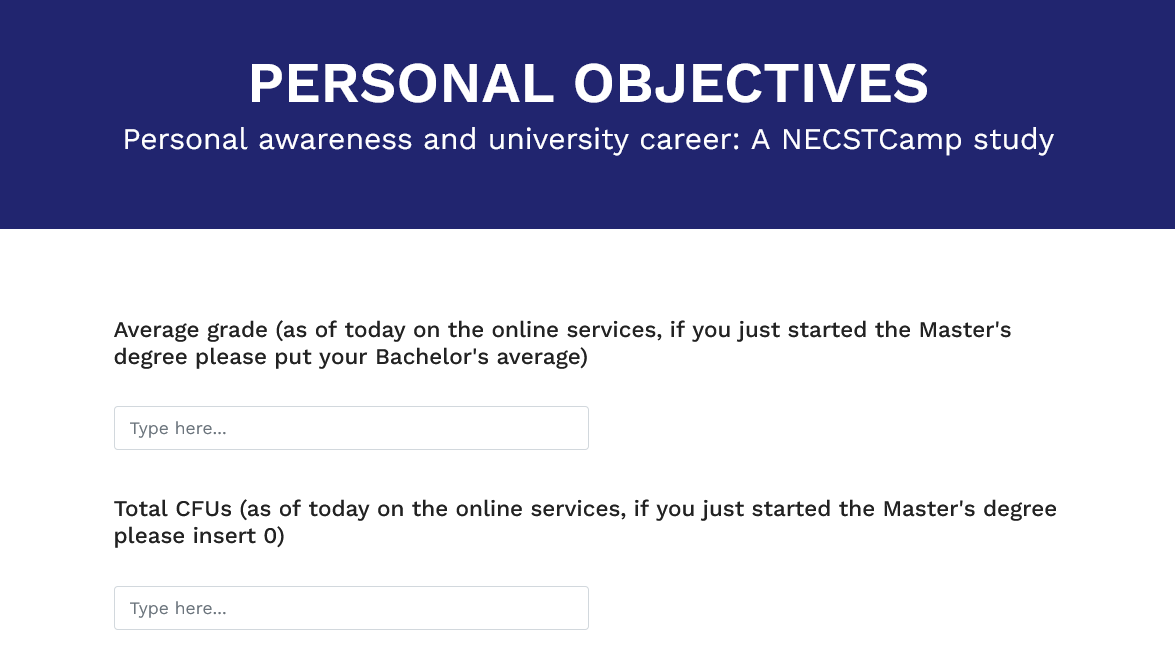 PERSONAL OBJECTIVES
Personal awareness and university career: A NECSTCamp study
Average grade (as of today on the online services, if you just started the Master's
degree please put your Bachelor's average)
Type here...
Total CFUs (as of today on the online services, if you just started the Master's degree
please insert 0)
Type here...